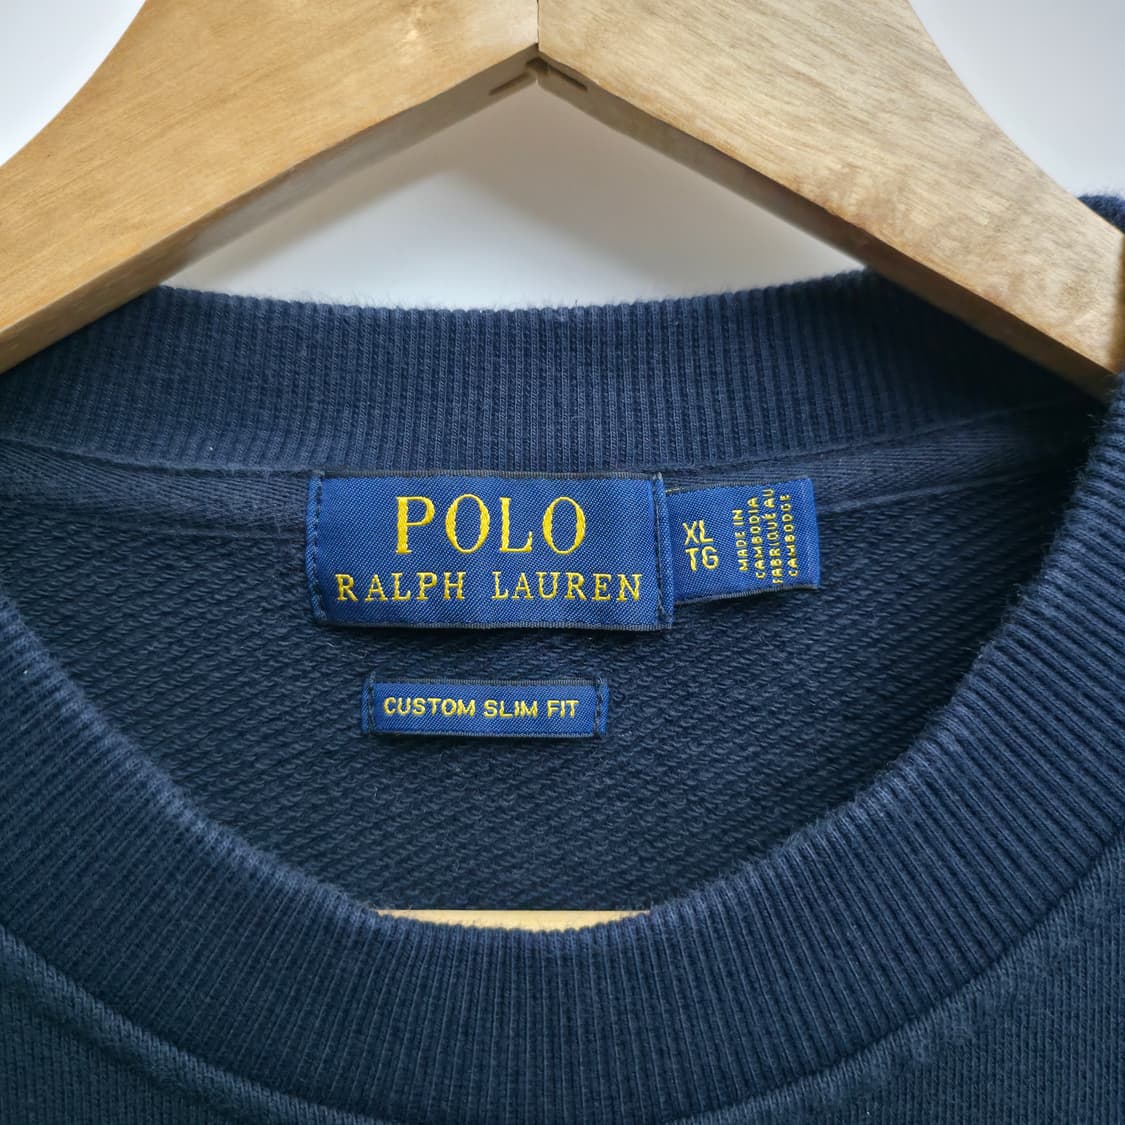 POLO
RALPH LAUREN
XL
TG
MADE IN
CAMBODIA
FABRIQUÉ AU
CAMBODGE
CUSTOM SLIM FIT